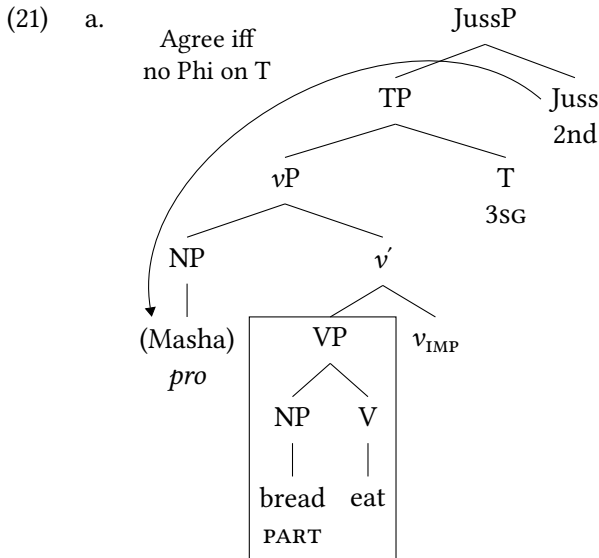 (21) a. JussP
Agree iff
no Phi on T
TP Juss
2nd
vP T
3SG
NP v′
(Masha) VP vIMP
pro
NP V
bread eat
PART